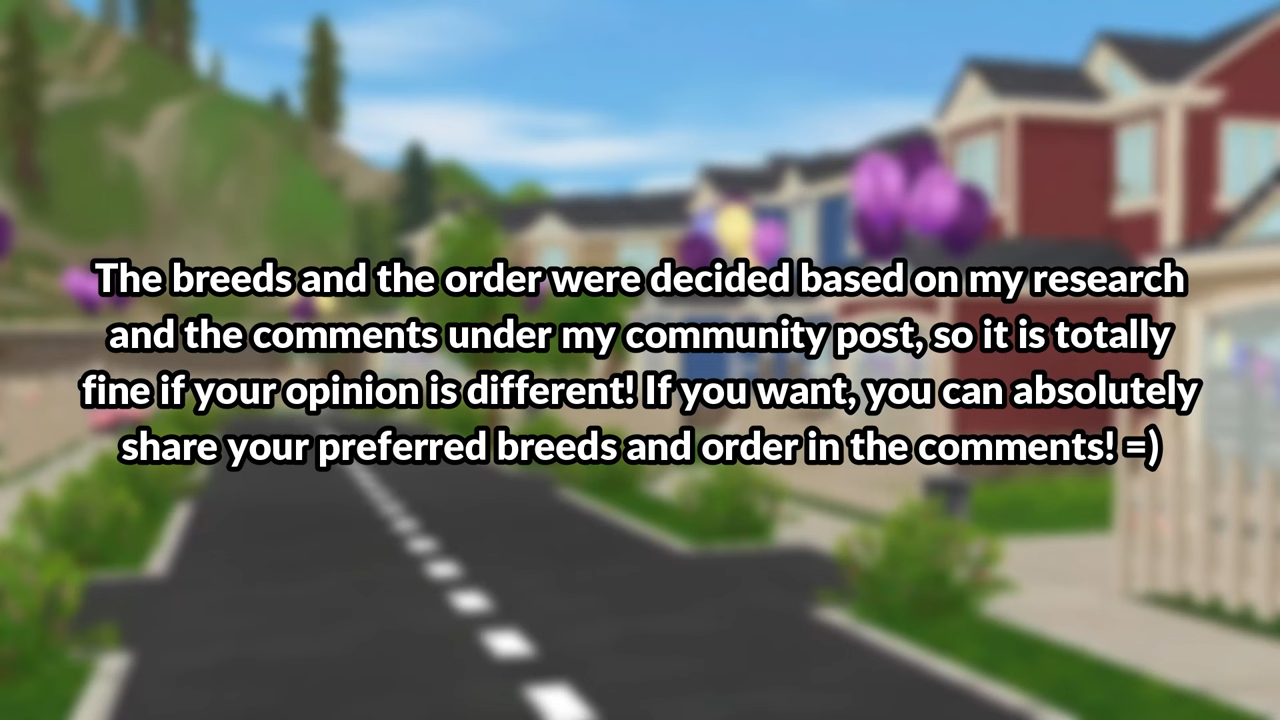 The breeds and the order were decided based on my research
and the comments under my community post, so it is totally
fine if your opinion is different! If you want, you can absolutely
share your preferred breeds and order in the comments! =)